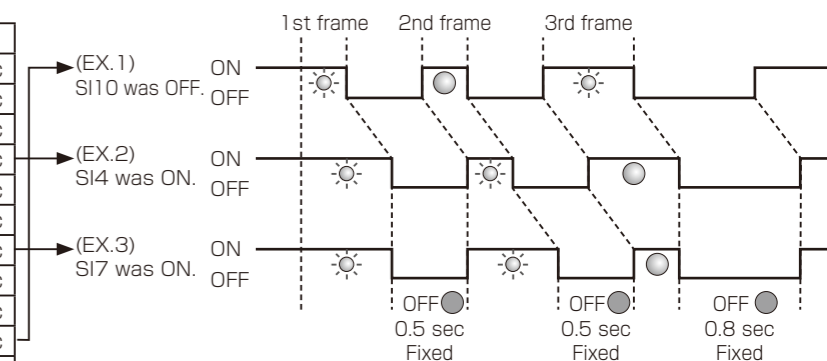 1st frame 2nd frame 3rd frame
(EX.1) ON
SI10 was OFF. OFF
(EX.2) ON
SI4 was ON. OFF
(EX.3) ON
SI7 was ON. OFF
OFF OFF OFF
0.5 sec 0.5 sec 0.8 sec
Fixed Fixed Fixed